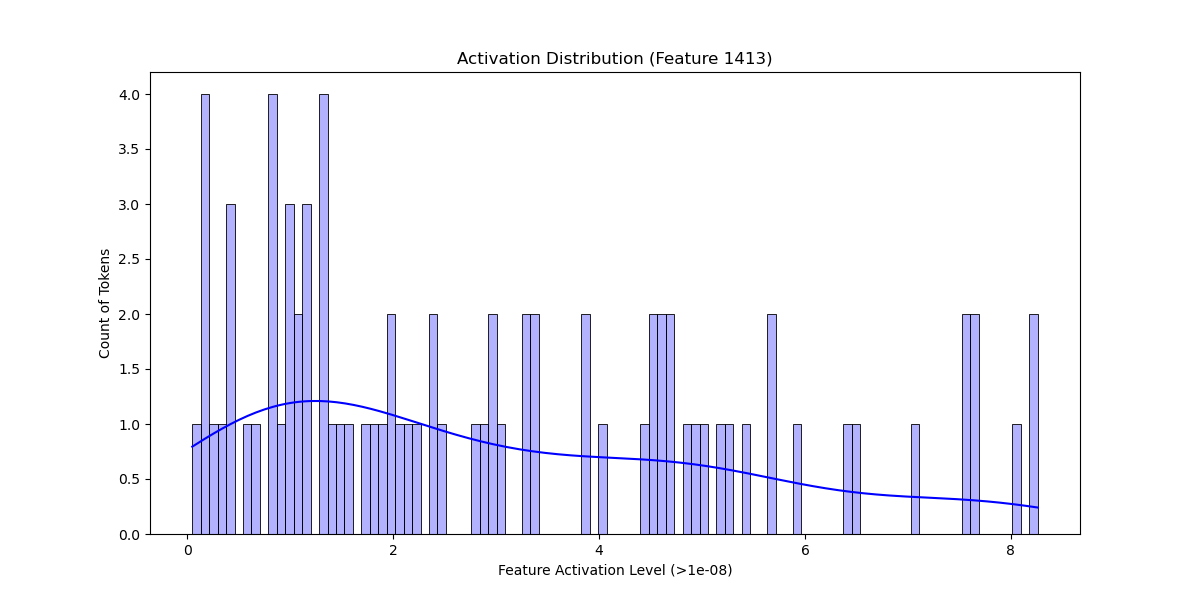 Activation Distribution (Feature 1413)
4.0
3.5
3.0
2.5
2.0
1.5
1.0
0.5
0.0
Count of Tokens
0 2 4 6 8
Feature Activation Level (>1e-08)